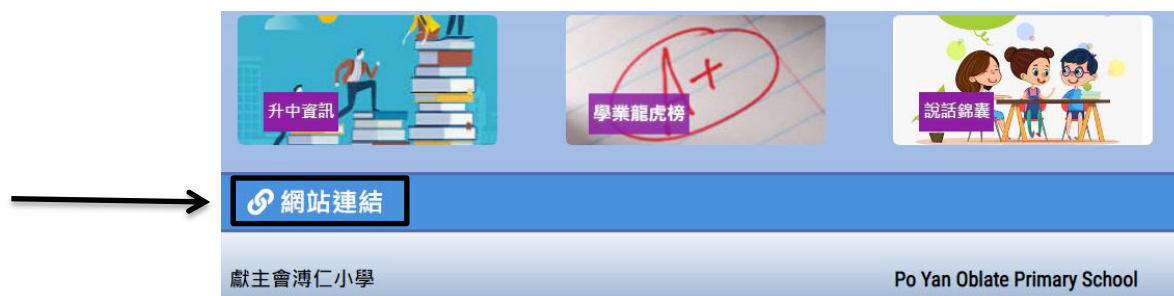 升中資訊
學業龍虎榜
A+
說話錦囊
網站連結
獻主會溥仁小學
Po Yan Oblate Primary School